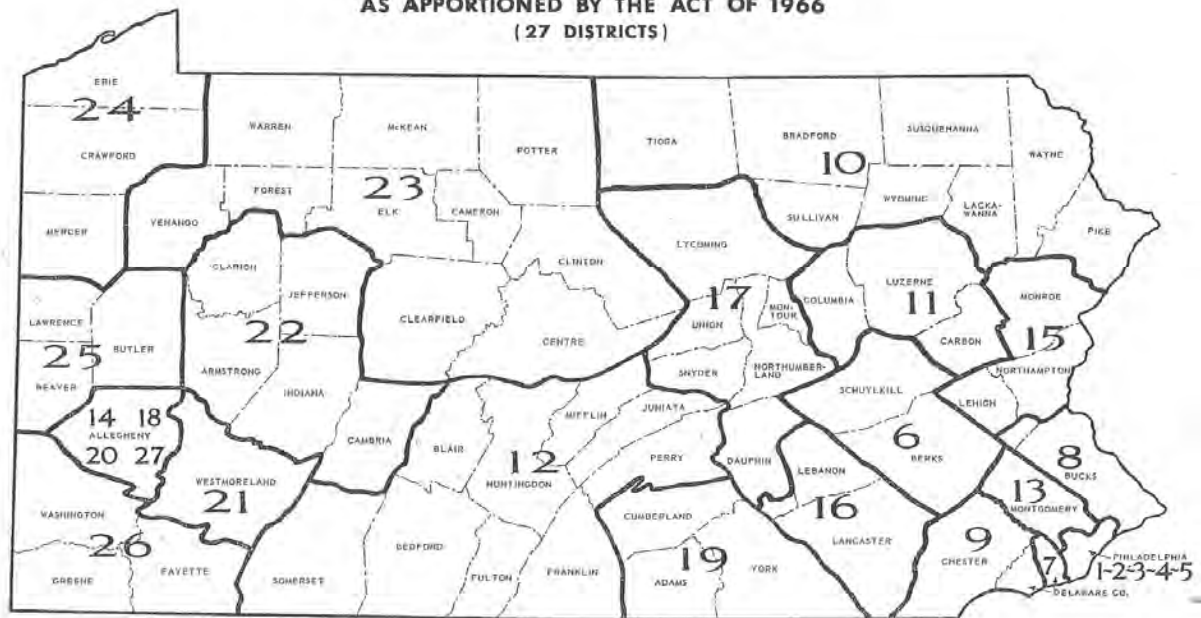 AS APPORTIONED BY THE ACT OF 1966
(27 DISTRICTS)
ERIE
24
CRAWFORD
MERCER
WARREN
McKEAN
POTTER
FOREST
23
ELK
CAMERON
VENANGO
CLINTON
CLEARFIELD
CENTRE
TIOGA
BRADFORD
SUSQUEHANNA
WAYNE
10
SULLIVAN
WYOMING
LACKA-
WANNA
PIKE
LYCOMING
17
UNION
MON-
TOUR
SNYDER
NORTHUMBER-
LAND
COLUMBIA
LUZERNE
11
CARBON
MONROE
15
NORTHAMPTON
LEHIGH
CLARION
JEFFERSON
22
ARMSTRONG
INDIANA
CAMBRIA
LAWRENCE
25
BUTLER
BEAVER
14 18
ALLEGHENY
20 27
WESTMORELAND
21
WASHINGTON
26
GREENE
FAYETTE
SOMERSET
BLAIR
12
HUNTINGDON
MIFFLIN
JUNIATA
PERRY
BEDFORD
FULTON
FRANKLIN
DAUPHIN
LEBANON
16
LANCASTER
CUMBERLAND
19
ADAMS
YORK
SCHUYLKILL
6
BERKS
8
BUCKS
13
MONTGOMERY
9
CHESTER
7
DELAWARE CO.
PHILADELPHIA
1-2-3-4-5